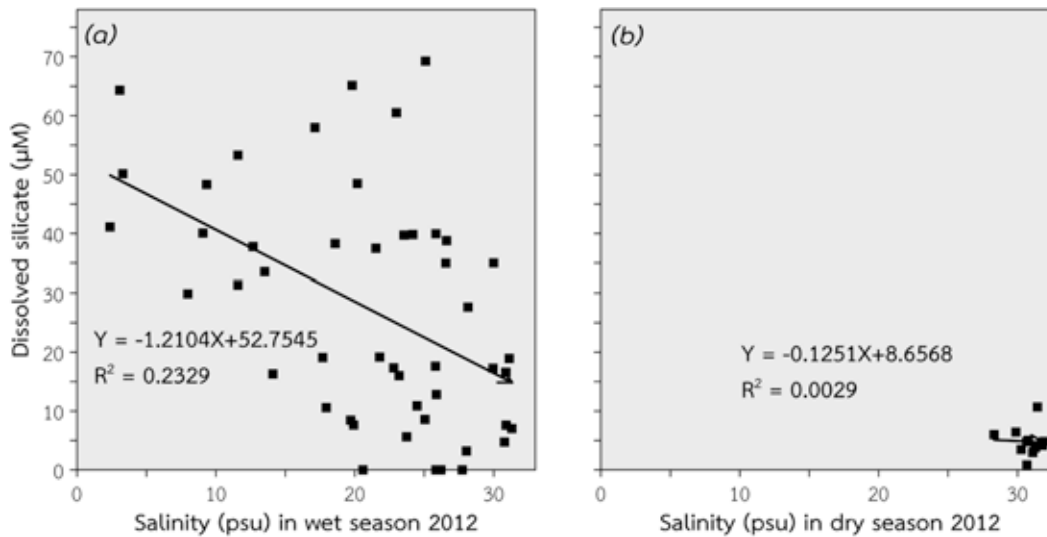 (a)
Dissolved silicate (µM)
70
60
50
40
30
20
10
0
Y = -1.2104X+52.7545
R² = 0.2329
0 10 20 30
Salinity (psu) in wet season 2012
(b)
Y = -0.1251X+8.6568
R² = 0.0029
0 10 20 30
Salinity (psu) in dry season 2012